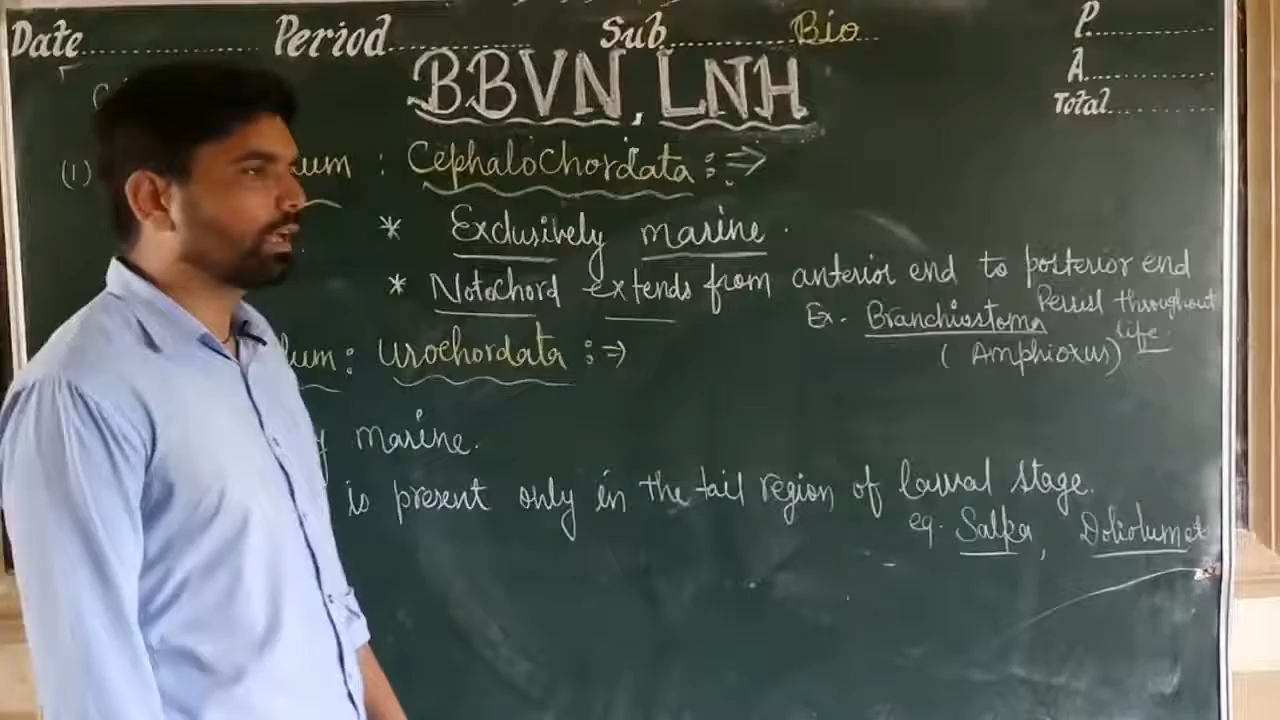 Date.................... Period.................... Sub.............Bio...
P...............
A...............
Total...............
BBVN, LNH
(1) um : Cephalochordata :⇒
* Exclusively marine.
* Notochord extends from anterior end to posterior end
Persist throughout life.
Ex. Branchiostoma
(Amphioxus)
lum : Urochordata :⇒
y marine.
is present only in the tail region of larval stage.
eg. Salpa, Doliolum etc